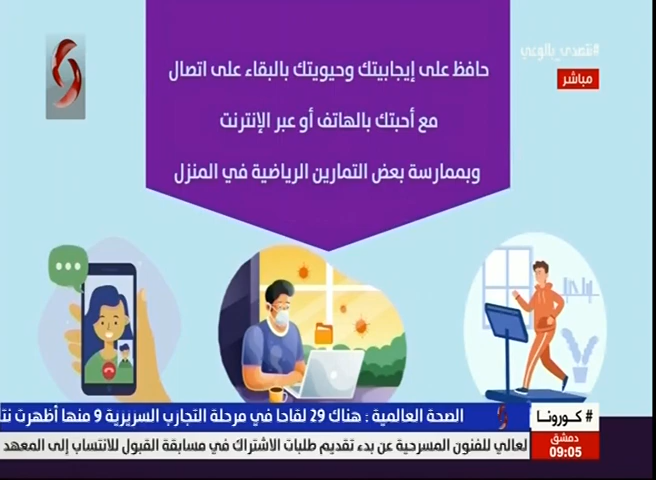 #نتصدى_بالوعي
مباشر
حافظ على إيجابيتك وحيويتك بالبقاء على اتصال
مع أحبتك بالهاتف أو عبر الإنترنت
وبممارسة بعض التمارين الرياضية في المنزل
#كورونا
الصحة العالمية : هناك 29 لقاحا في مرحلة التجارب السريرية 9 منها أظهرت
دمشق
09:05
لعالي للفنون المسرحية عن بدء تقديم طلبات الاشتراك في مسابقة القبول للانتساب إلى المعهد